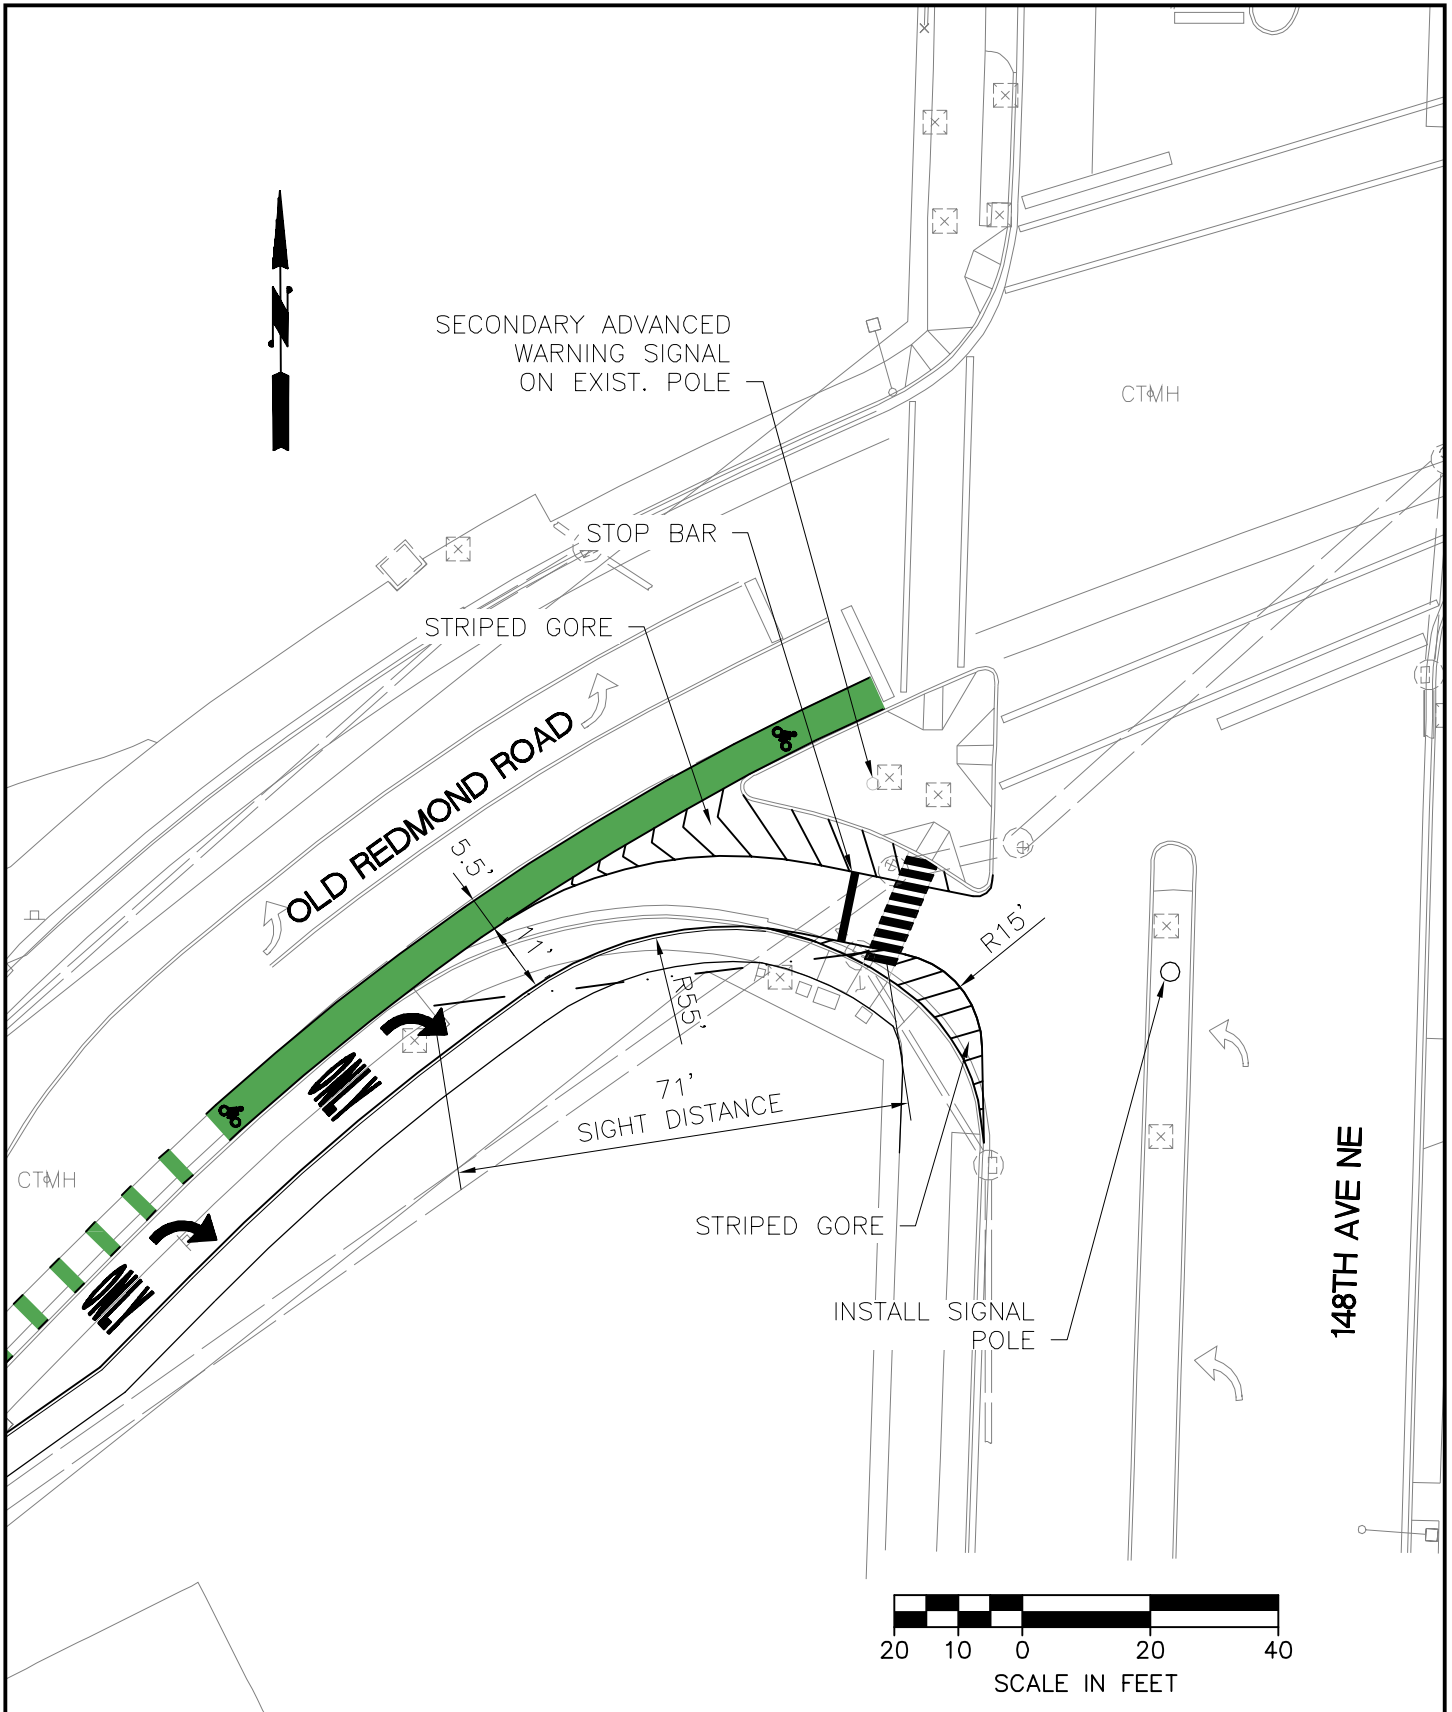 N
SECONDARY ADVANCED
WARNING SIGNAL
ON EXIST. POLE
CTMH
STOP BAR
STRIPED GORE
OLD REDMOND ROAD
5.5'
11'
R15'
R55'
ONLY
71'
SIGHT DISTANCE
CTMH
STRIPED GORE
ONLY
INSTALL SIGNAL
POLE
148TH AVE NE
20 10 0 20 40
SCALE IN FEET